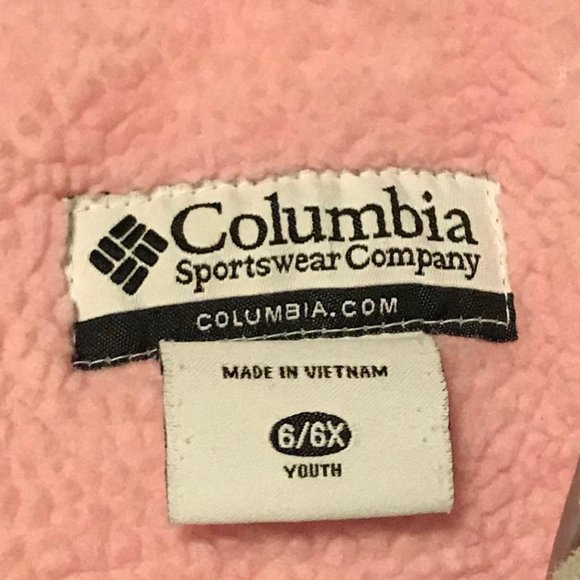 Columbia
Sportswear Company
COLUMBIA.COM
MADE IN VIETNAM
6/6X
YOUTH